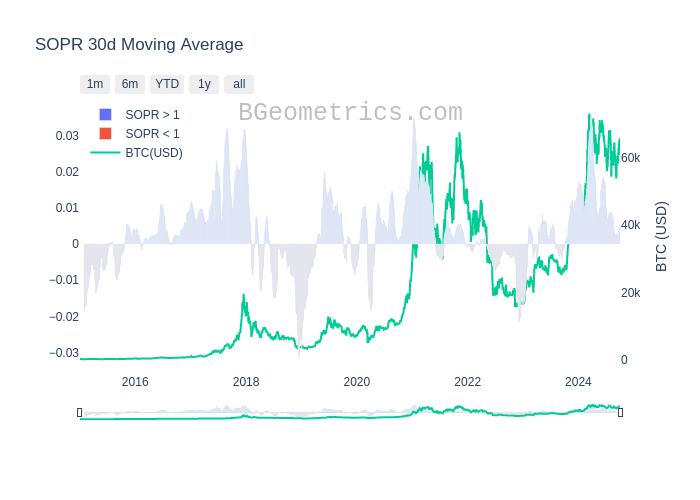 SOPR 30d Moving Average
1m 6m YTD 1y all
BGeometrics.com
SOPR > 1
SOPR < 1
BTC(USD)
0.03
0.02
0.01
0
−0.01
−0.02
−0.03
60k
40k
20k
0
BTC (USD)
2016 2018 2020 2022 2024